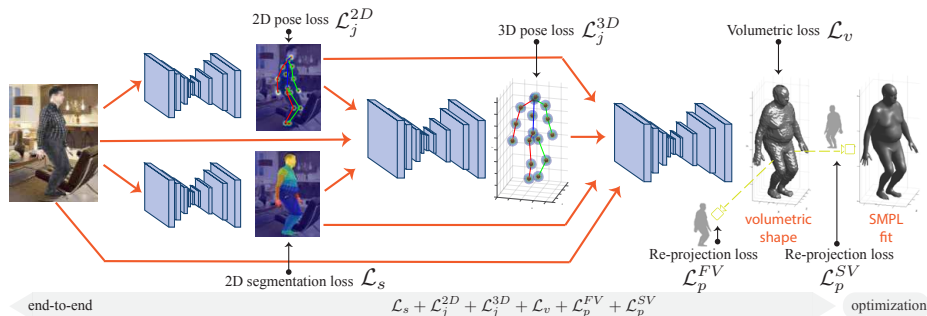 2D pose loss $\mathcal{L}_j^{2D}$
3D pose loss $\mathcal{L}_j^{3D}$
Volumetric loss $\mathcal{L}_v$
volumetric
shape
SMPL
fit
Re-projection loss
$\mathcal{L}_p^{FV}$
Re-projection loss
$\mathcal{L}_p^{SV}$
2D segmentation loss $\mathcal{L}_s$
end-to-end
$\mathcal{L}_s + \mathcal{L}_j^{2D} + \mathcal{L}_j^{3D} + \mathcal{L}_v + \mathcal{L}_p^{FV} + \mathcal{L}_p^{SV}$
optimization